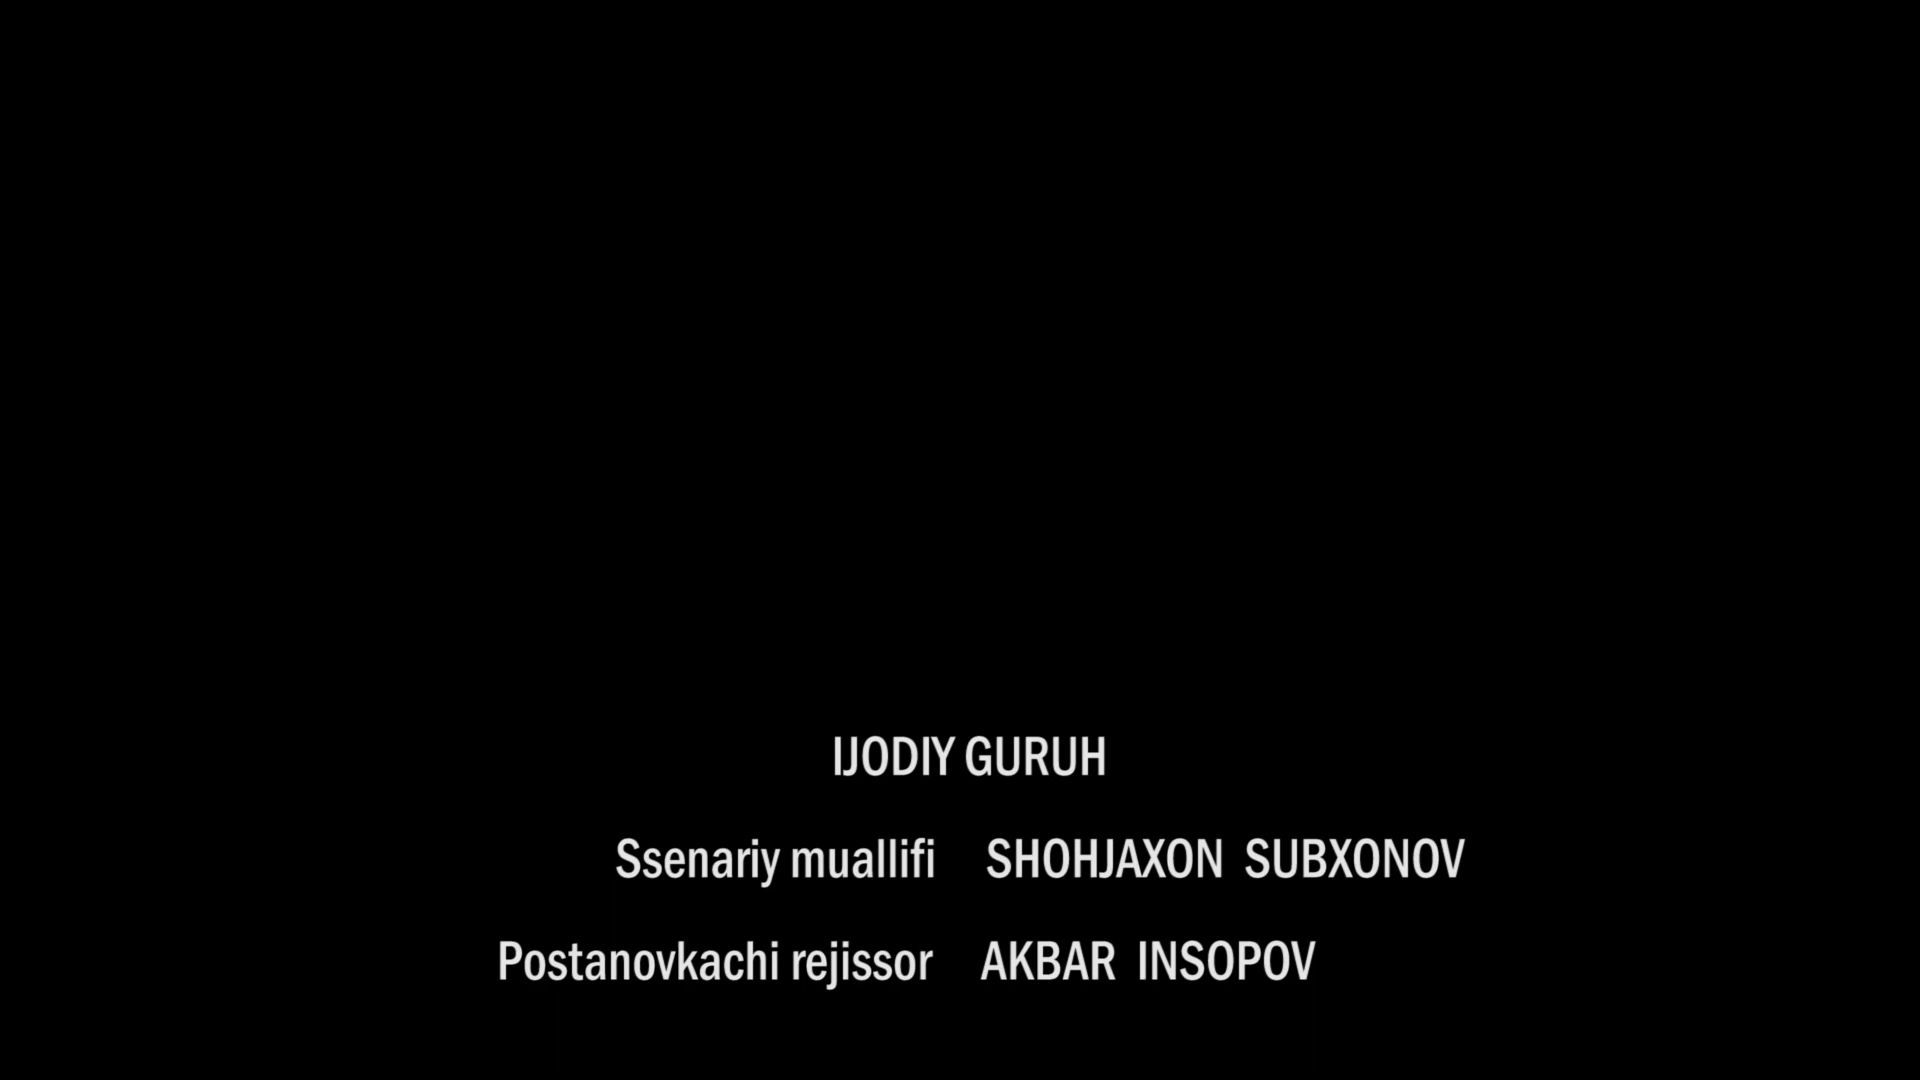 IJODIY GURUH
Ssenariy muallifi SHOHJAXON SUBXONOV
Postanovkachi rejissor AKBAR INSOPOV